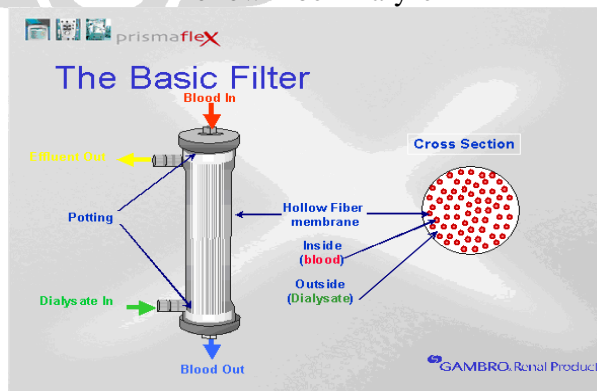 prismaflex
The Basic Filter
Blood In
Effluent Out
Cross Section
Potting
Hollow Fiber
membrane
Inside
(blood)
Outside
(Dialysate)
Dialysate In
Blood Out
GAMBRO. Renal Product